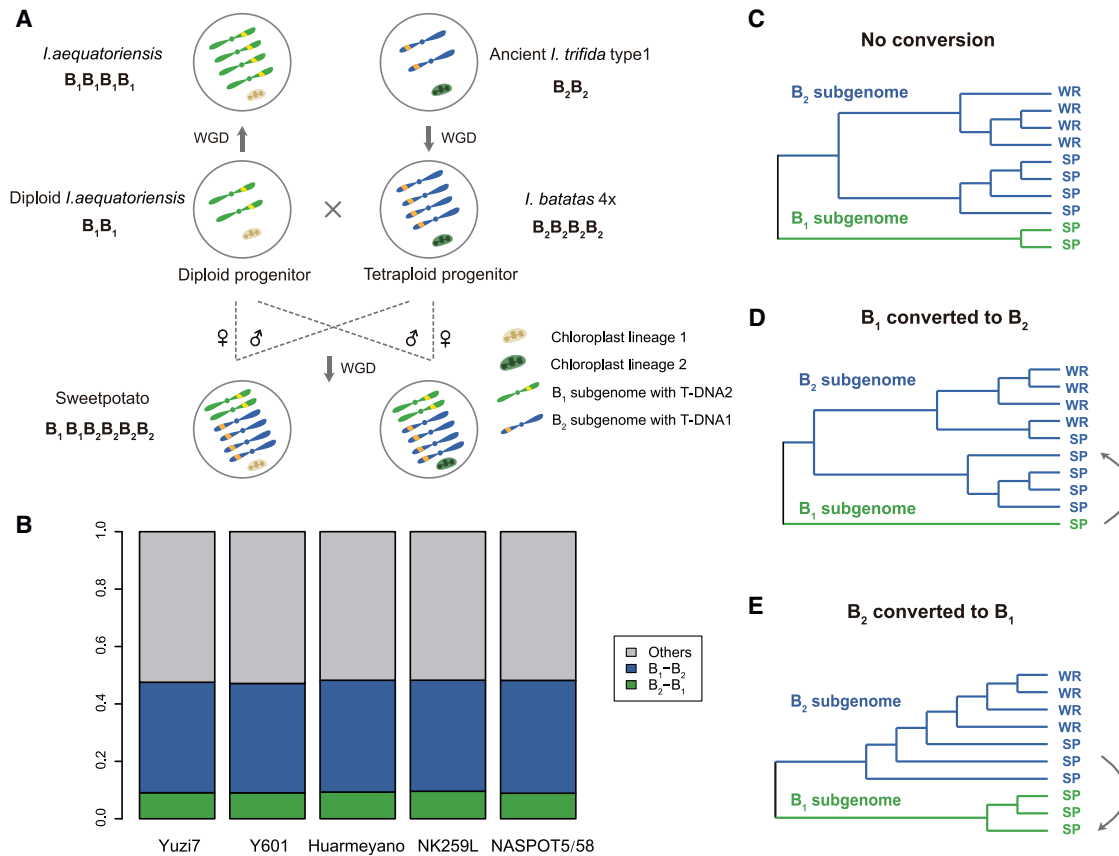 A
I.aequatoriensis
B₁B₁B₁B₁
Ancient I. trifida type1
B₂B₂
WGD
WGD
Diploid I.aequatoriensis
B₁B₁
I. batatas 4x
B₂B₂B₂B₂
Diploid progenitor
Tetraploid progenitor
♀ ♂ ♂ ♀
WGD
Sweetpotato
B₁ B₁B₂B₂B₂B₂
Chloroplast lineage 1
Chloroplast lineage 2
B₁ subgenome with T-DNA2
B₂ subgenome with T-DNA1
B
1.0
0.8
0.6
0.4
0.2
0.0
Yuzi7 Y601 Huarmeyano NK259L NASPOT5/58
Others
B₁−B₂
B₂−B₁
C
No conversion
B₂ subgenome
B₁ subgenome
WR
WR
WR
WR
SP
SP
SP
SP
SP
SP
D
B₁ converted to B₂
B₂ subgenome
B₁ subgenome
WR
WR
WR
WR
SP
SP
SP
SP
SP
SP
E
B₂ converted to B₁
B₂ subgenome
B₁ subgenome
WR
WR
WR
WR
SP
SP
SP
SP
SP
SP